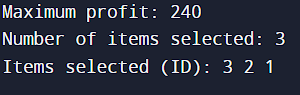 Maximum profit: 240
Number of items selected: 3
Items selected (ID): 3 2 1